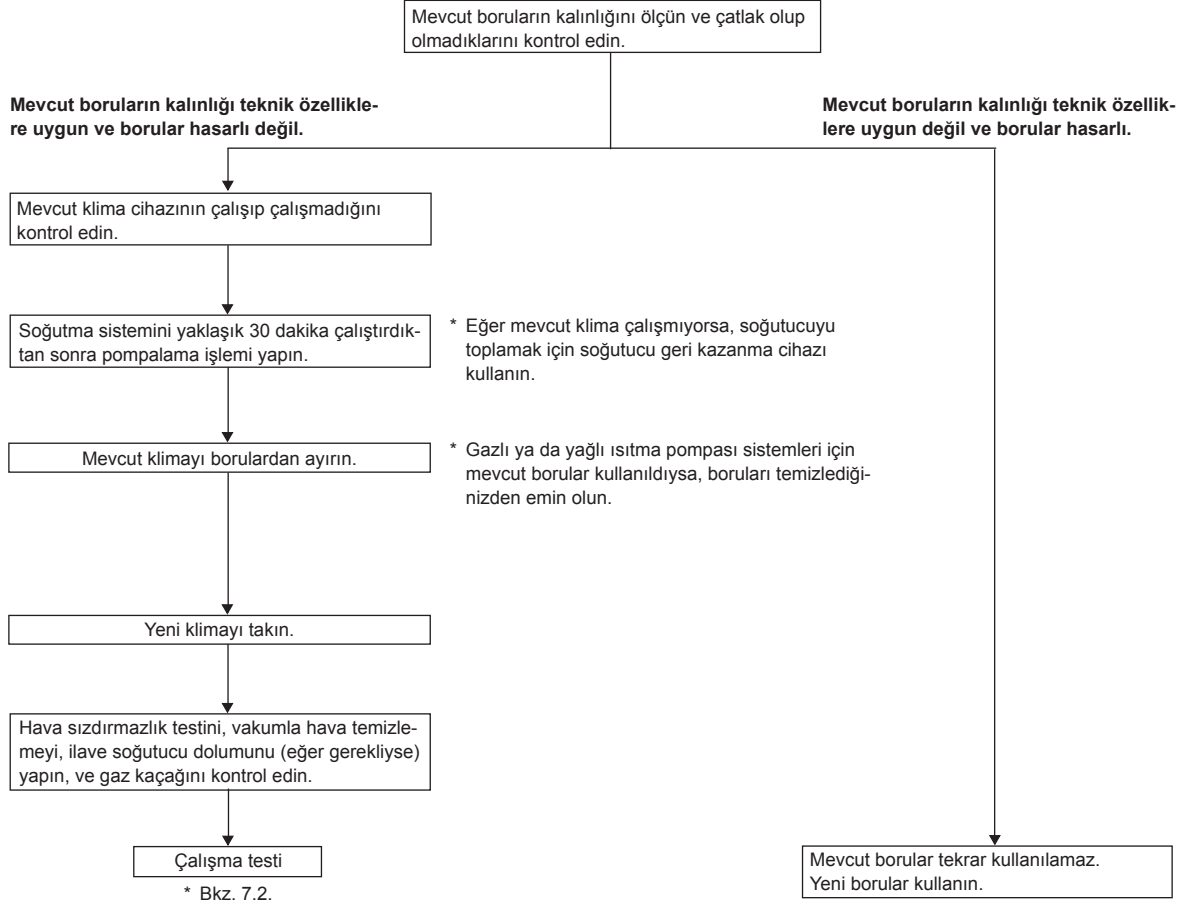 Mevcut boruların kalınlığını ölçün ve çatlak olup
olmadıklarını kontrol edin.
Mevcut boruların kalınlığı teknik özellikle-
re uygun ve borular hasarlı değil.
Mevcut boruların kalınlığı teknik özellik-
lere uygun değil ve borular hasarlı.
Mevcut klima cihazının çalışıp çalışmadığını
kontrol edin.
Soğutma sistemini yaklaşık 30 dakika çalıştırdık-
tan sonra pompalama işlemi yapın.
* Eğer mevcut klima çalışmıyorsa, soğutucuyu
toplamak için soğutucu geri kazanma cihazı
kullanın.
Mevcut klimayı borulardan ayırın.
* Gazlı ya da yağlı ısıtma pompası sistemleri için
mevcut borular kullanıldıysa, boruları temizlediği-
nizden emin olun.
Yeni klimayı takın.
Hava sızdırmazlık testini, vakumla hava temizle-
meyi, ilave soğutucu dolumunu (eğer gerekliyse)
yapın, ve gaz kaçağını kontrol edin.
Çalışma testi
* Bkz. 7.2.
Mevcut borular tekrar kullanılamaz.
Yeni borular kullanın.